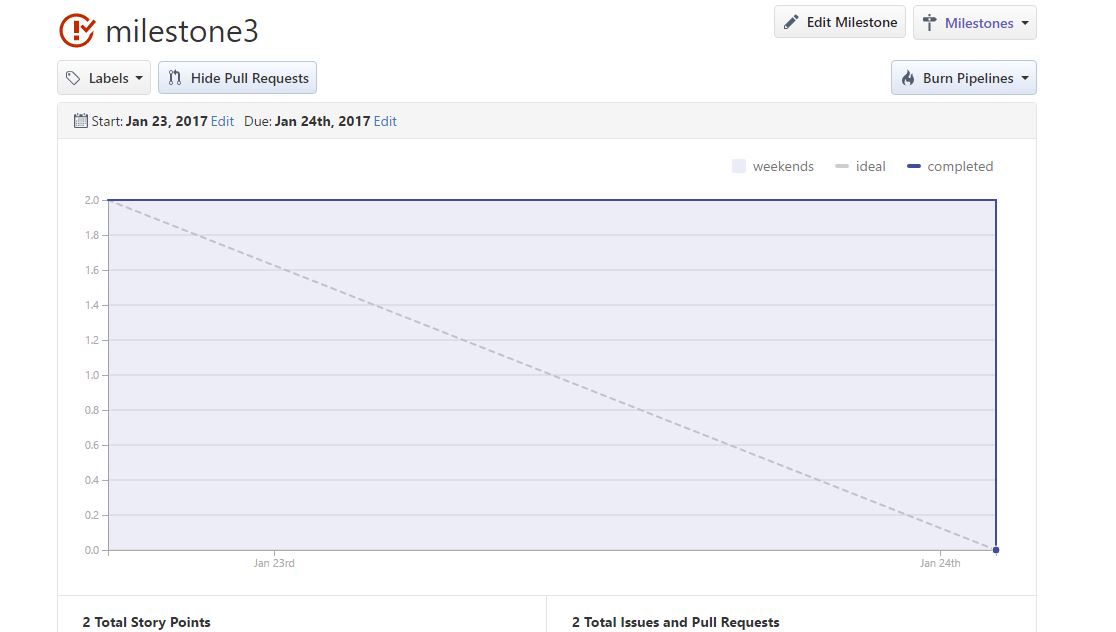 milestone3
Edit Milestone
Milestones
Labels
Hide Pull Requests
Burn Pipelines
Start: Jan 23, 2017 Edit Due: Jan 24th, 2017 Edit
weekends
ideal
completed
2.0
1.8
1.6
1.4
1.2
1.0
0.8
0.6
0.4
0.2
0.0
Jan 23rd
Jan 24th
2 Total Story Points
2 Total Issues and Pull Requests